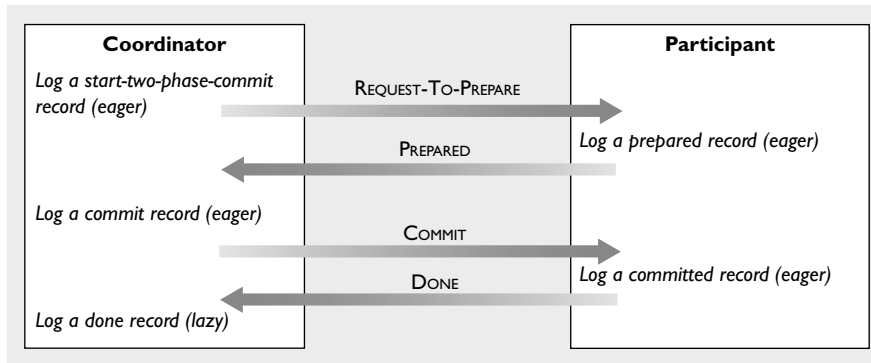 Coordinator
Participant
Log a start-two-phase-commit
record (eager)
REQUEST-TO-PREPARE
Log a prepared record (eager)
PREPARED
Log a commit record (eager)
COMMIT
Log a committed record (eager)
DONE
Log a done record (lazy)